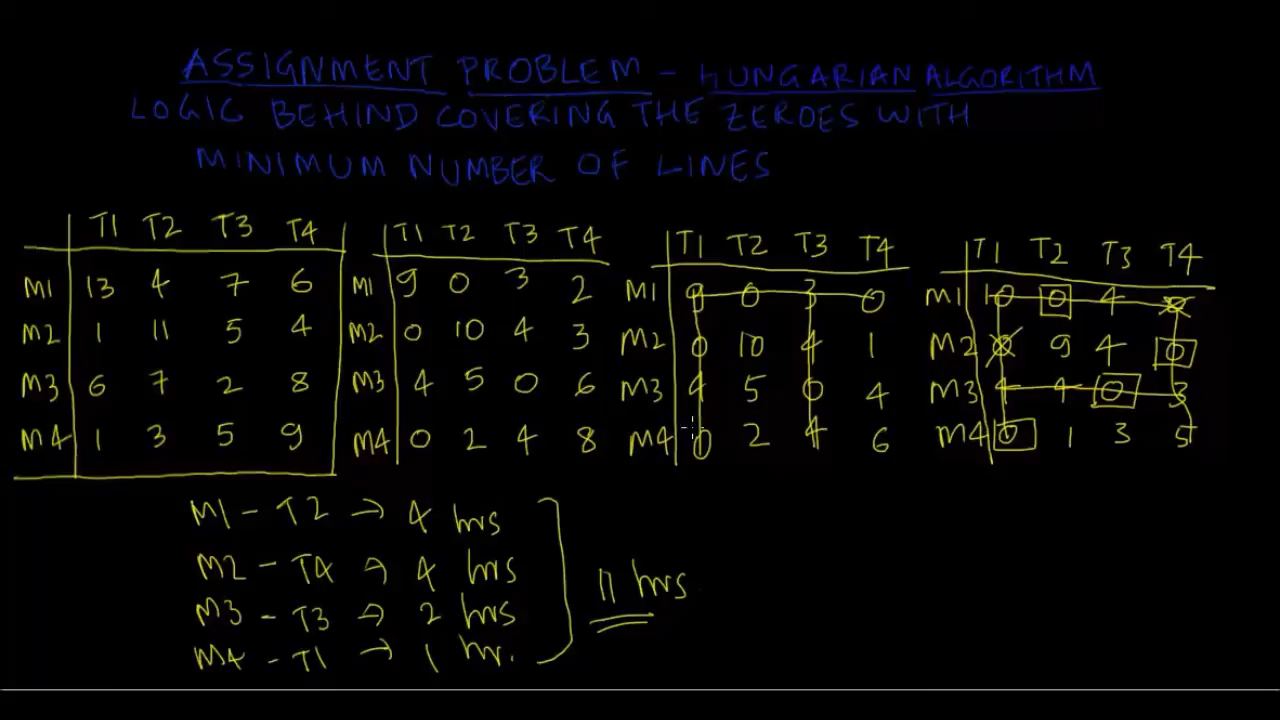 ASSIGNMENT PROBLEM - HUNGARIAN ALGORITHM
LOGIC BEHIND COVERING THE ZEROES WITH
MINIMUM NUMBER OF LINES
T1 T2 T3 T4
M1 13 4 7 6
M2 1 11 5 4
M3 6 7 2 8
M4 1 3 5 9
T1 T2 T3 T4
M1 9 0 3 2
M2 0 10 4 3
M3 4 5 0 6
M4 0 2 4 8
T1 T2 T3 T4
M1 9 0 3 0
M2 0 10 4 1
M3 4 5 0 4
M4 0 2 4 6
T1 T2 T3 T4
M1 10 0 4 0
M2 0 9 4 0
M3 4 4 0 3
M4 0 1 3 5
M1 - T2 → 4 hrs
M2 - T4 → 4 hrs
M3 - T3 → 2 hrs
M4 - T1 → 1 hr.
11 hrs